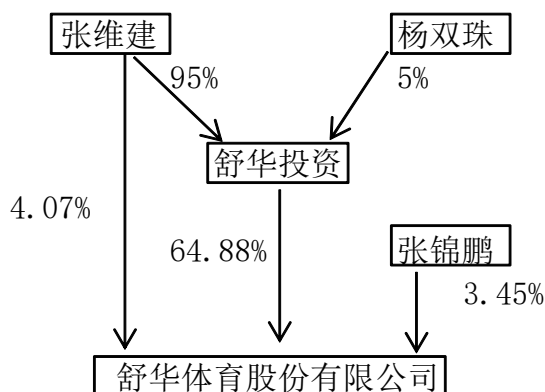 张维建
杨双珠
95%
5%
舒华投资
4.07%
64.88%
张锦鹏
3.45%
舒华体育股份有限公司